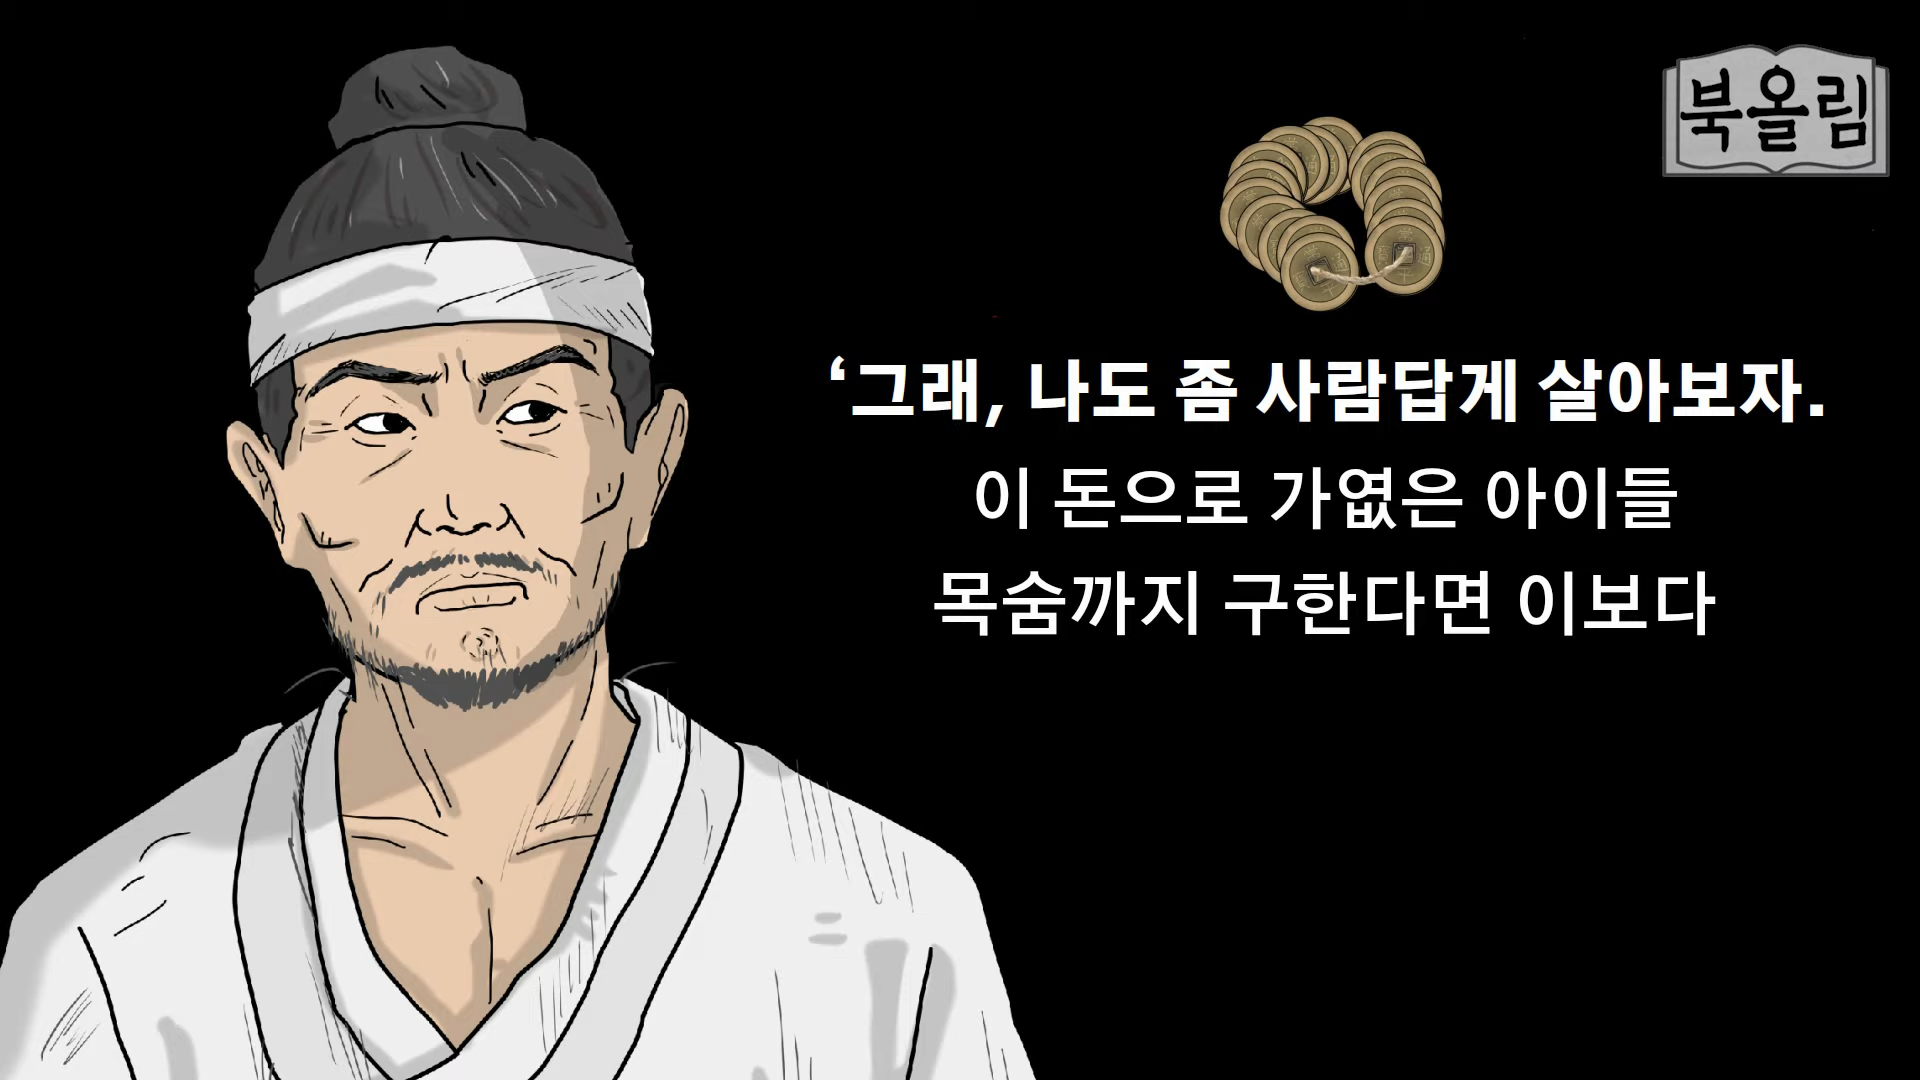 북올림
‘그래, 나도 좀 사람답게 살아보자.
이 돈으로 가엾은 아이들
목숨까지 구한다면 이보다